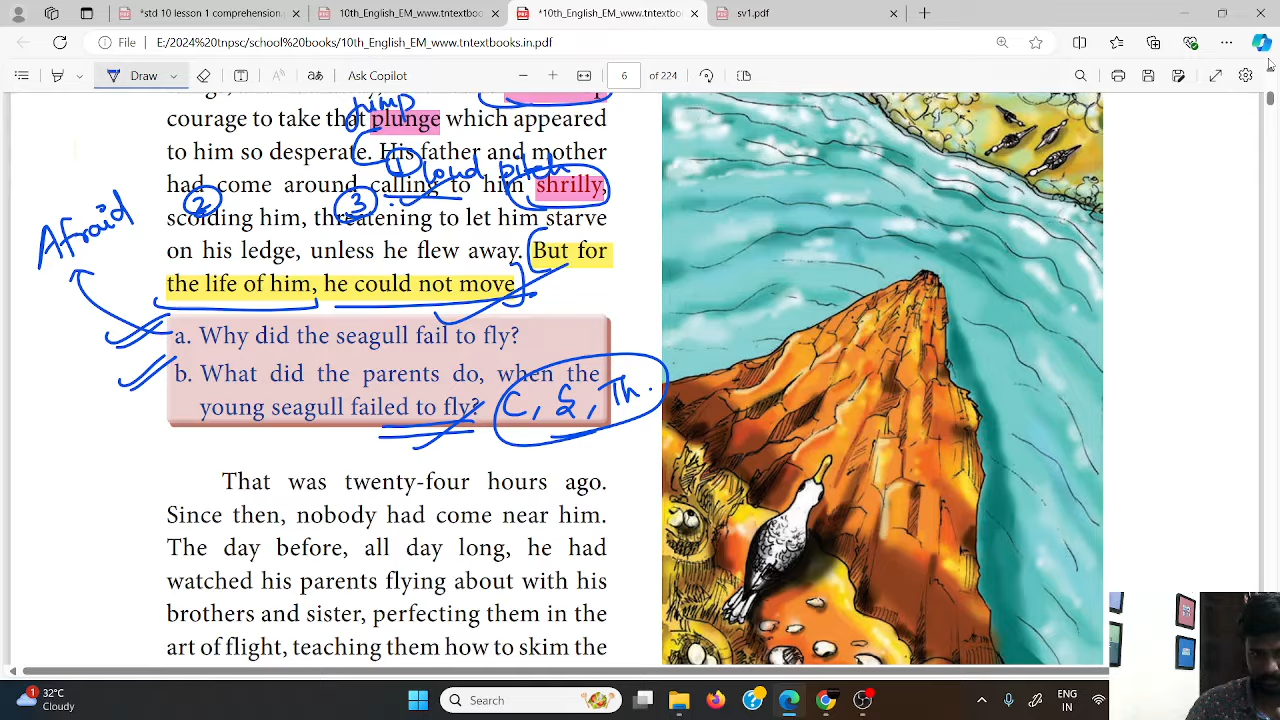 *std 10 lesson 1 comprehension
10th_English_EM_www.tntextbooks
*10th_English_EM_www.tntextboo
sv1.pdf
File
E:/2024%20tnpsc/school%20books/10th_English_EM_www.tntextbooks.in.pdf
Draw
Ask Copilot
6 of 224
jump
courage to take that plunge which appeared
to him so desperate. His father and mother
① loud pitch
had come around calling to him shrilly,
② ③
scolding him, threatening to let him starve
Afraid
on his ledge, unless he flew away. But for
the life of him, he could not move
a. Why did the seagull fail to fly?
b. What did the parents do, when the
young seagull failed to fly?
C, S, Th.
That was twenty-four hours ago.
Since then, nobody had come near him.
The day before, all day long, he had
watched his parents flying about with his
brothers and sister, perfecting them in the
art of flight, teaching them how to skim the
1
32°C
Cloudy
Search
ENG
IN